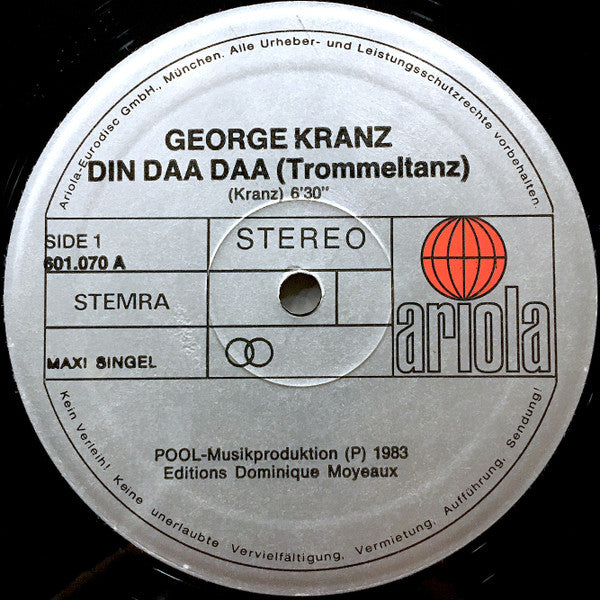 Ariola-Eurodisc GmbH., München. Alle Urheber- und Leistungsschutzrechte vorbehalten.
GEORGE KRANZ
DIN DAA DAA (Trommeltanz)
(Kranz) 6'30"
SIDE 1
601.070 A
STEREO
STEMRA
ariola
MAXI SINGEL
POOL-Musikproduktion (P) 1983
Editions Dominique Moyeaux
Kein Verleih! Keine unerlaubte Vervielfältigung, Vermietung, Aufführung, Sendung!